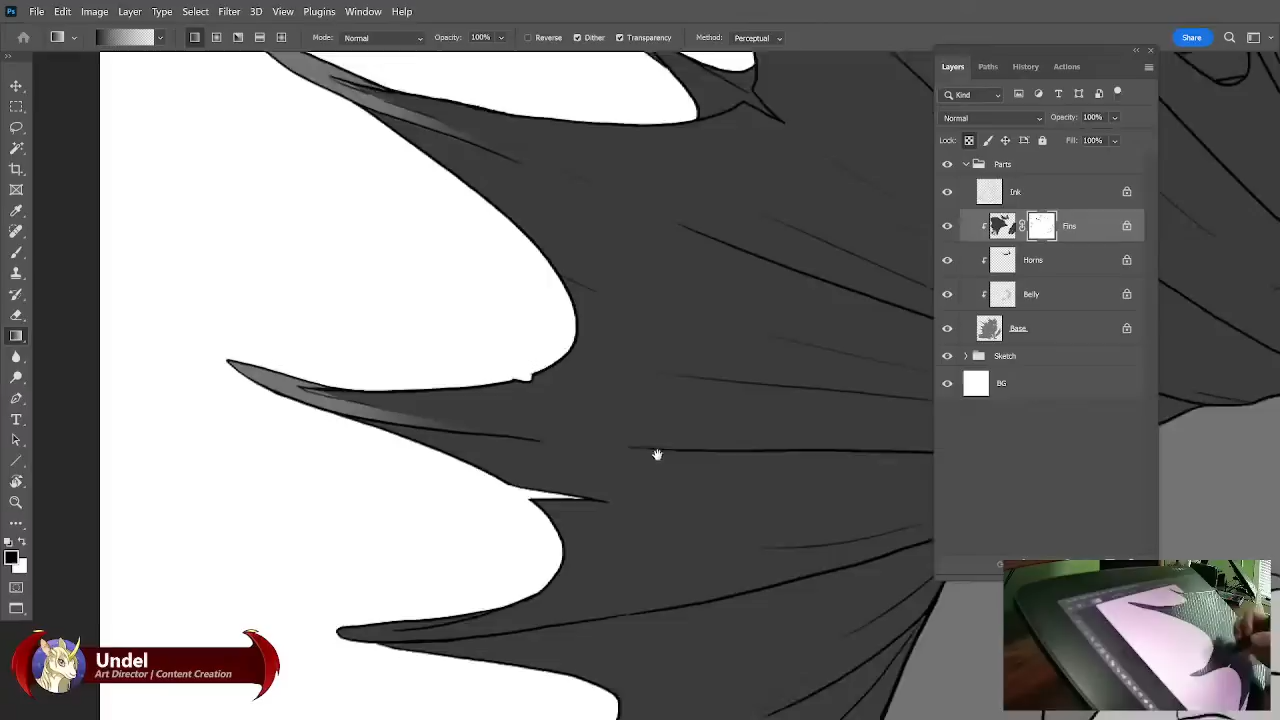 Ps File Edit Image Layer Type Select Filter 3D View Plugins Window Help
Mode: Normal Opacity: 100% Reverse Dither Transparency Method: Perceptual Share
Layers Paths History Actions
Kind
Normal Opacity: 100%
Lock: Fill: 100%
Parts
Ink
Fins
Horns
Belly
Base
Sketch
BG
Undel
Art Director | Content Creation